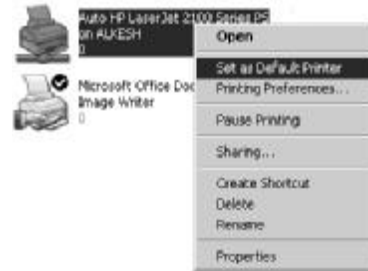 Auto HP LaserJet 2100 Series PS
on ALKESH
0
Microsoft Office Doc
Image Writer
0
Open
Set as Default Printer
Printing Preferences...
Pause Printing
Sharing...
Create Shortcut
Delete
Rename
Properties